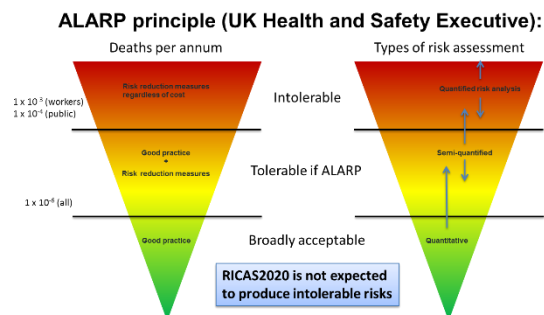 ALARP principle (UK Health and Safety Executive):
Deaths per annum
Types of risk assessment
Risk reduction measures
regardless of cost
Quantified risk analysis
Intolerable
1 x 10⁻³ (workers)
1 x 10⁻⁴ (public)
Good practice
+
Risk reduction measures
Semi-quantified
Tolerable if ALARP
1 x 10⁻⁶ (all)
Good practice
Broadly acceptable
Quantitative
RICAS2020 is not expected
to produce intolerable risks